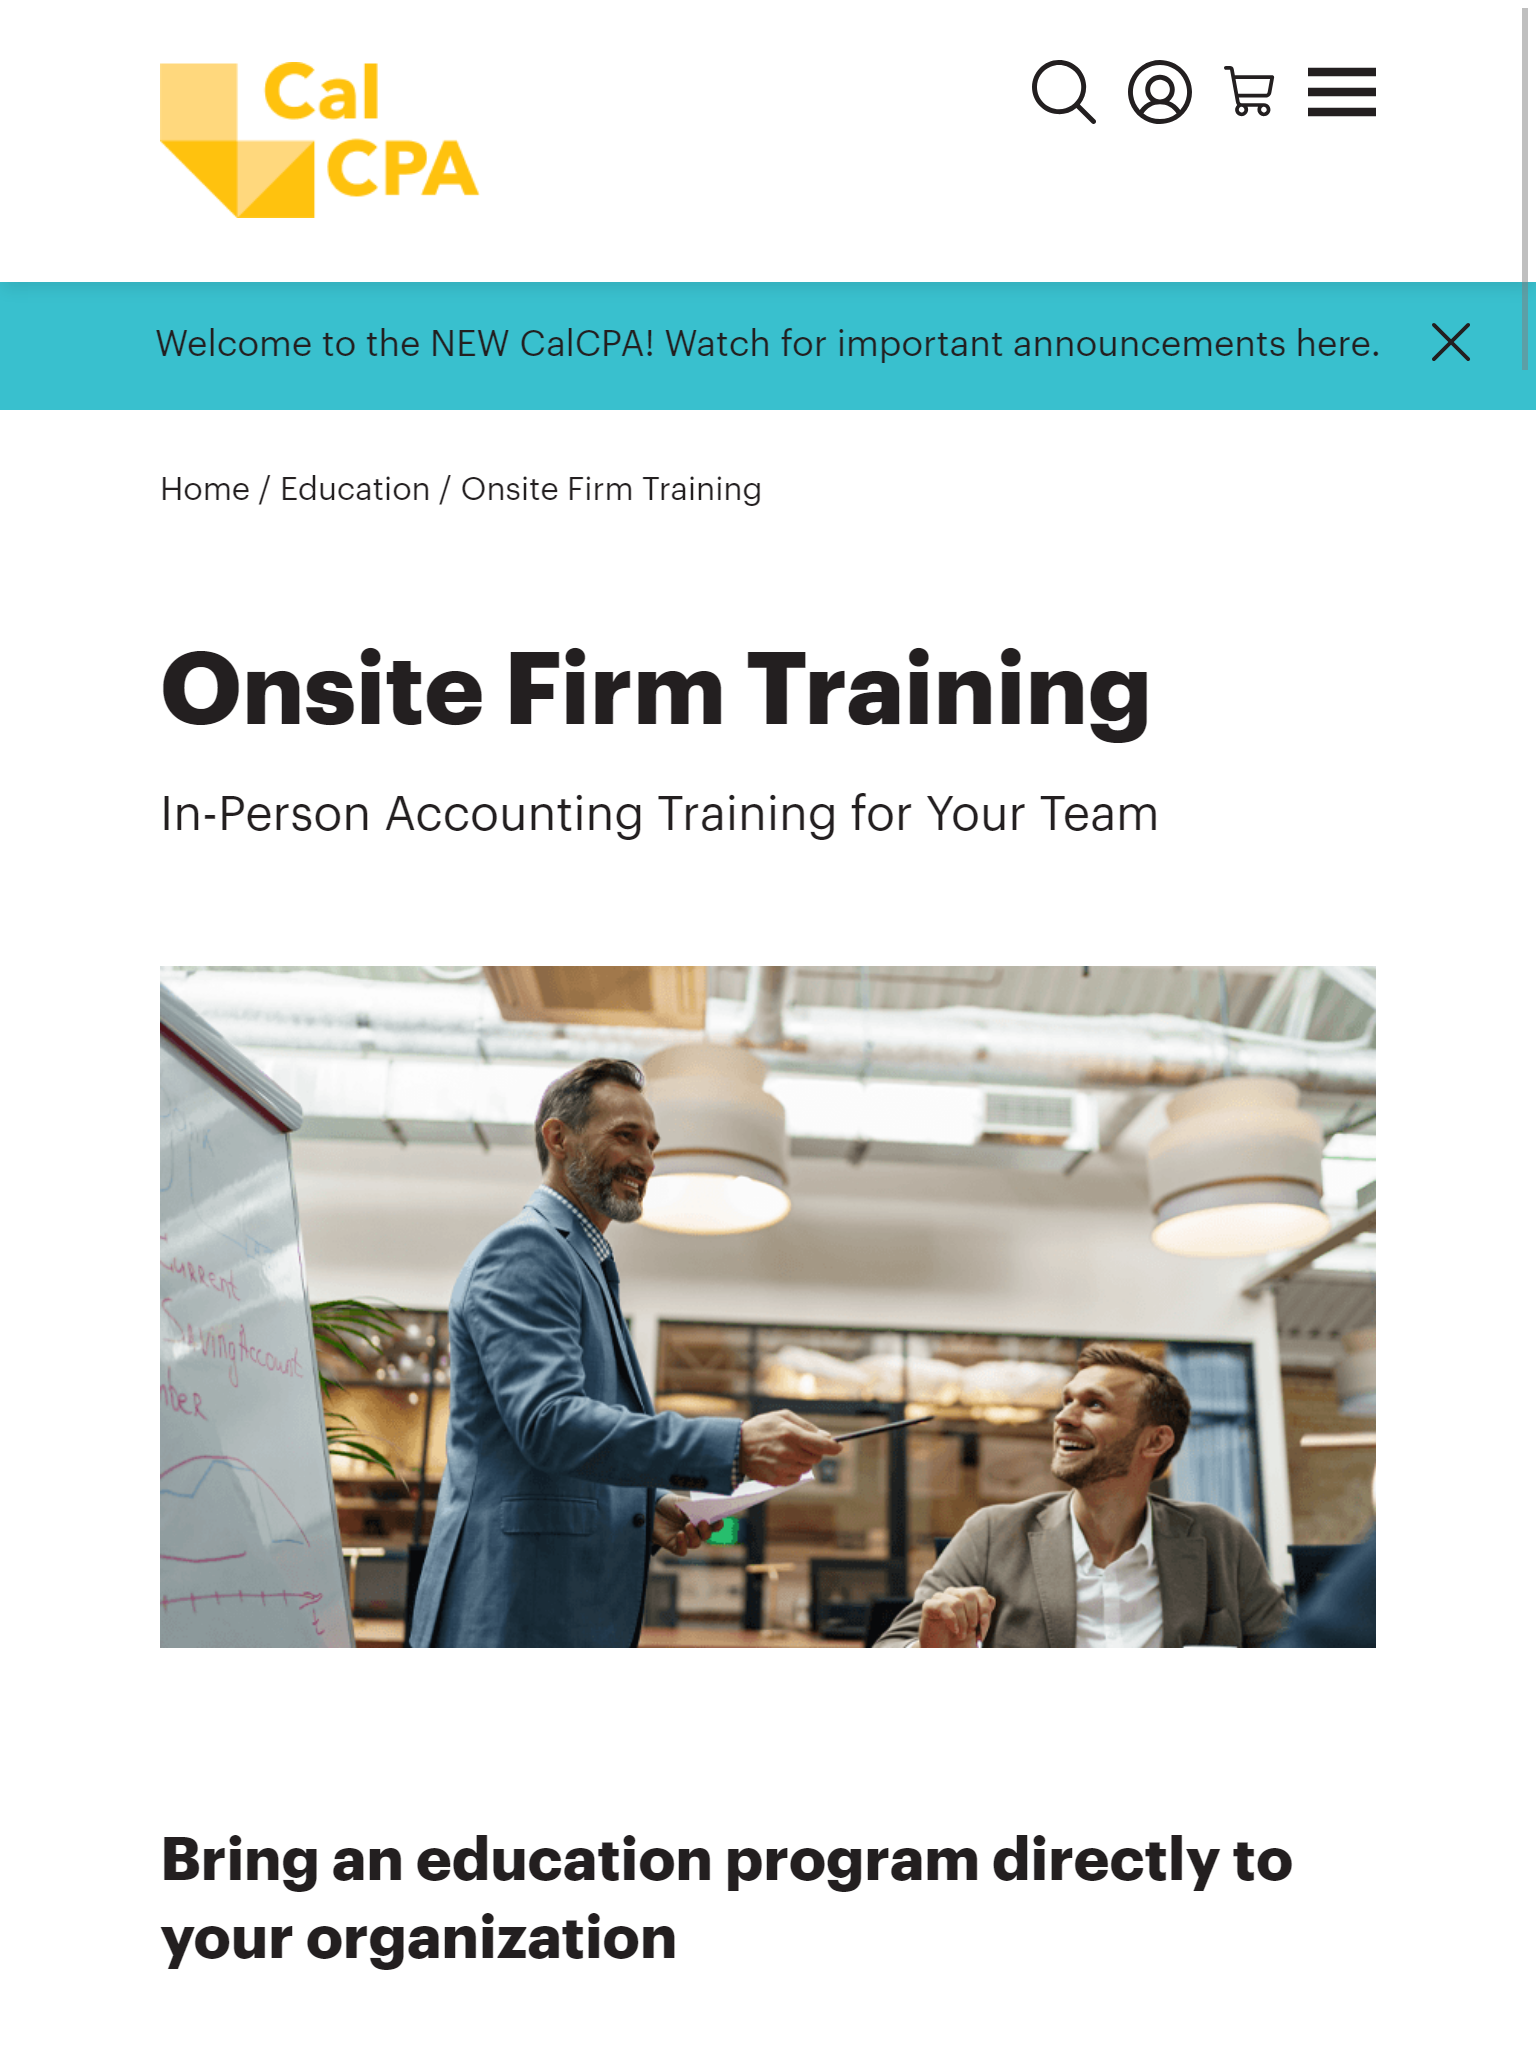 Cal
CPA
Welcome to the NEW CalCPA! Watch for important announcements here.
Home / Education / Onsite Firm Training
Onsite Firm Training
In-Person Accounting Training for Your Team
Current
Saving Account
Bring an education program directly to
your organization